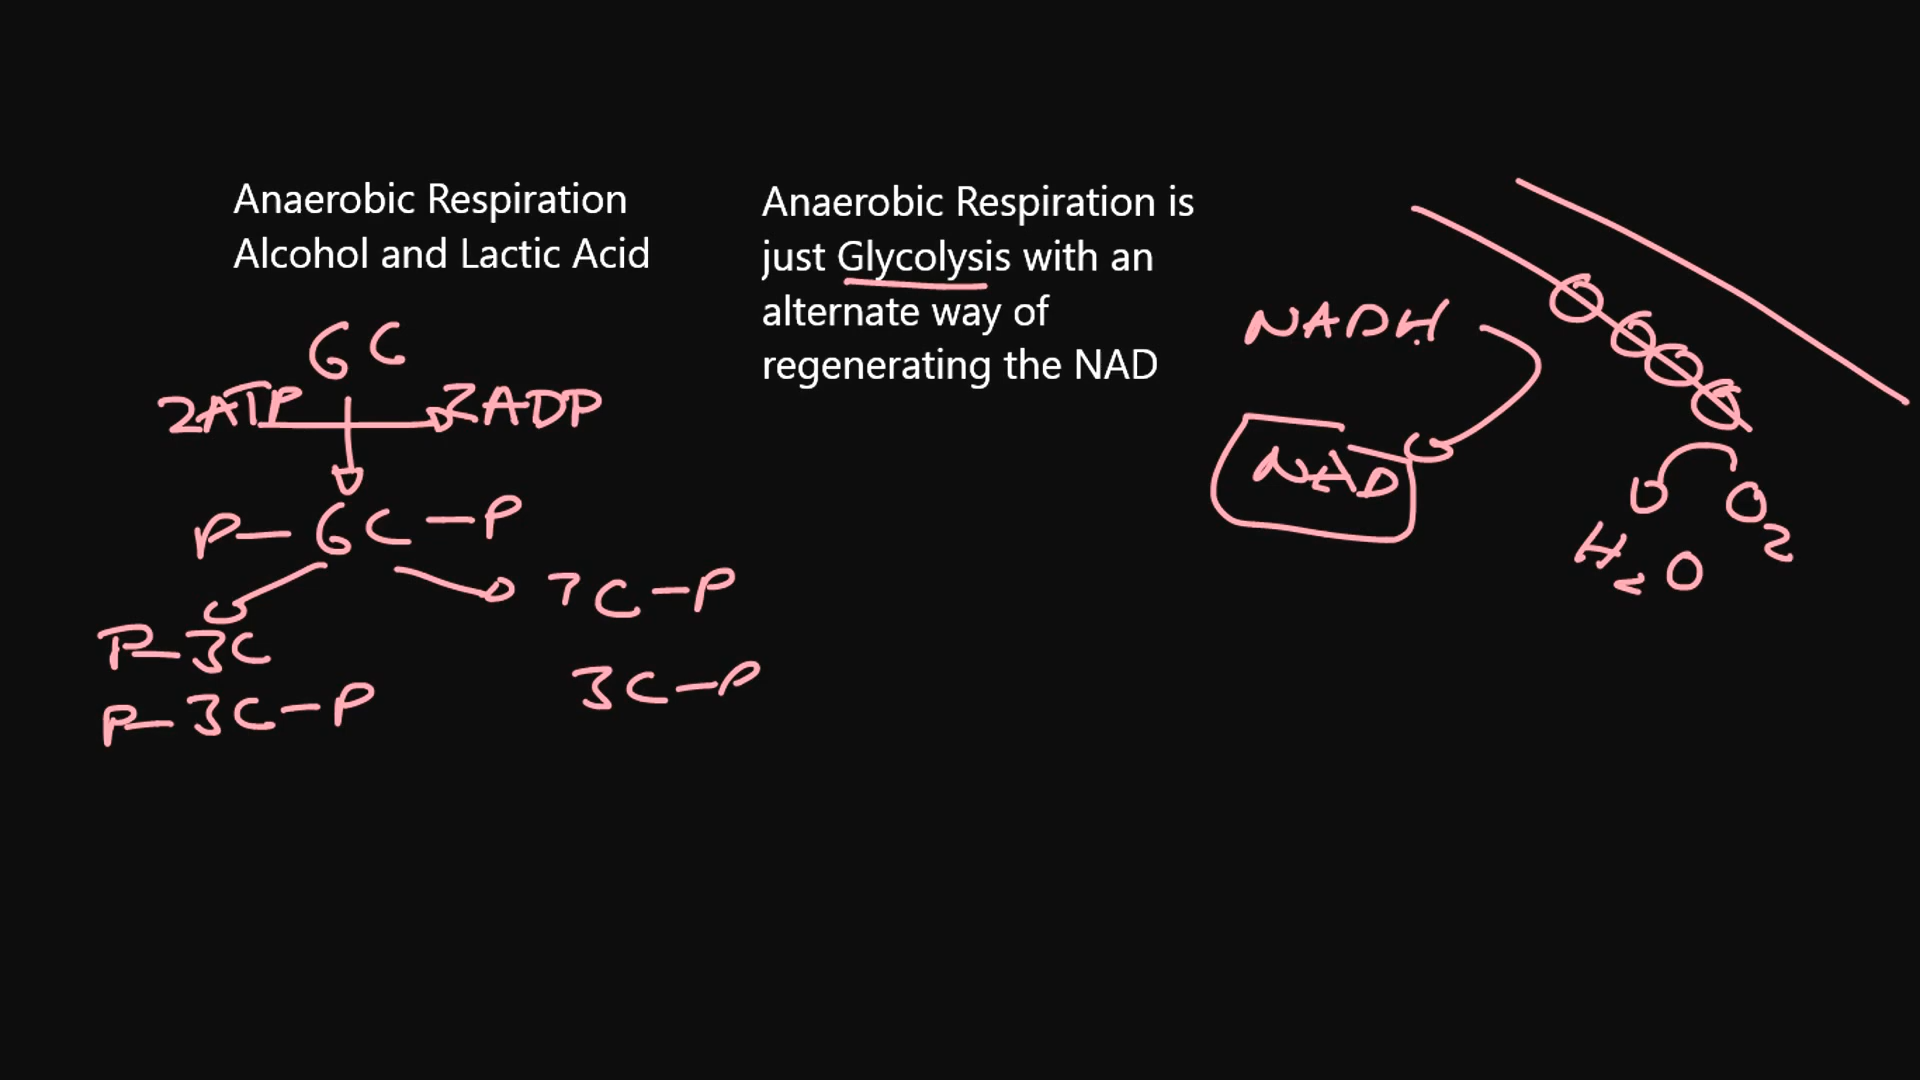 Anaerobic Respiration
Alcohol and Lactic Acid
Anaerobic Respiration is
just Glycolysis with an
alternate way of
regenerating the NAD
6C
2ATP 2ADP
P-6C-P
P-3C
P-3C-P
7C-P
3C-P
NADH
NAD
O2
H2O